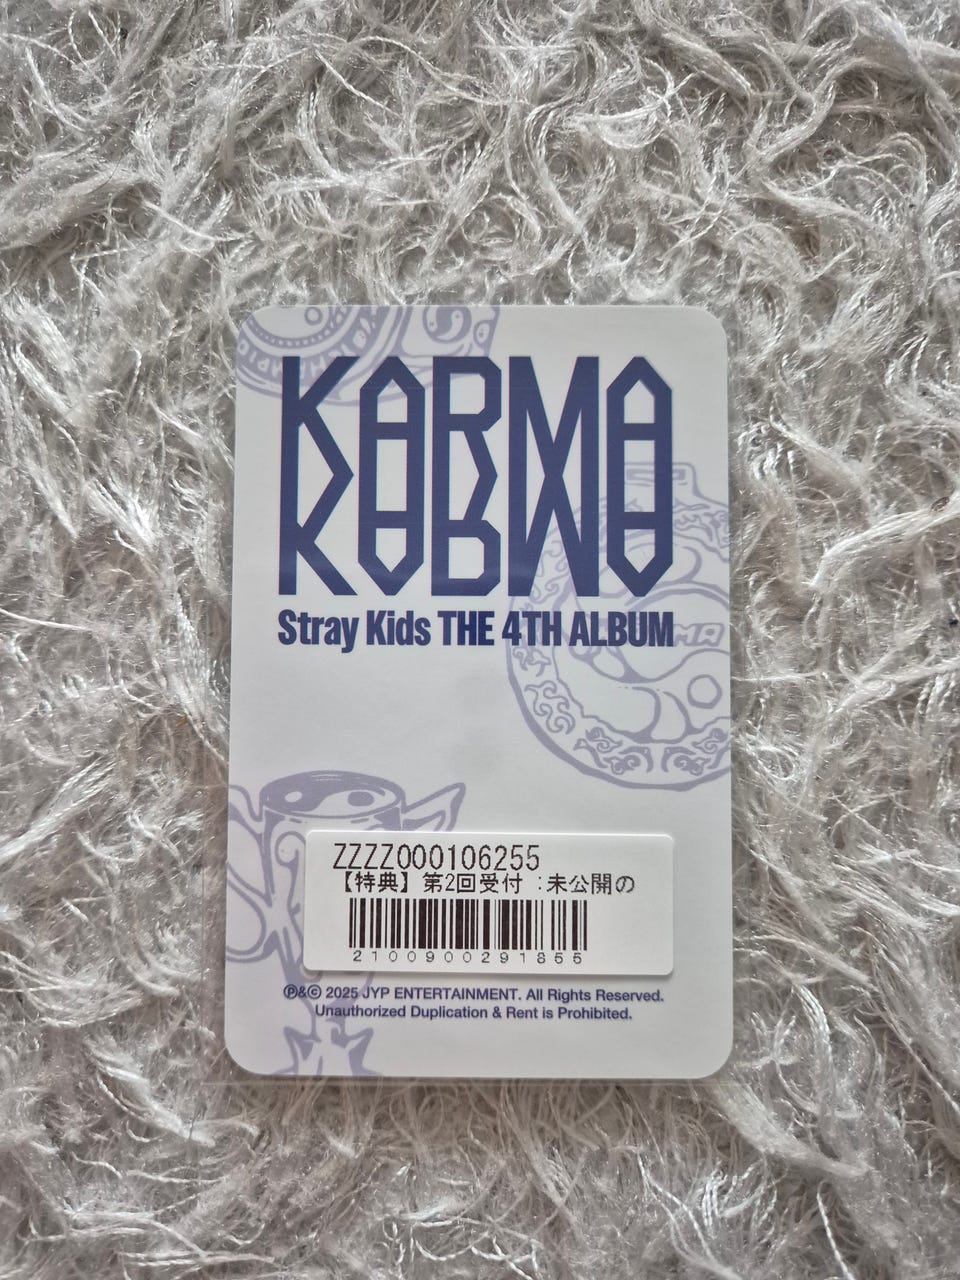 KARMA
Stray Kids THE 4TH ALBUM
ZZZZ000106255
【特典】第2回受付 :未公開の
2100900291855
℗&© 2025 JYP ENTERTAINMENT. All Rights Reserved.
Unauthorized Duplication & Rent is Prohibited.